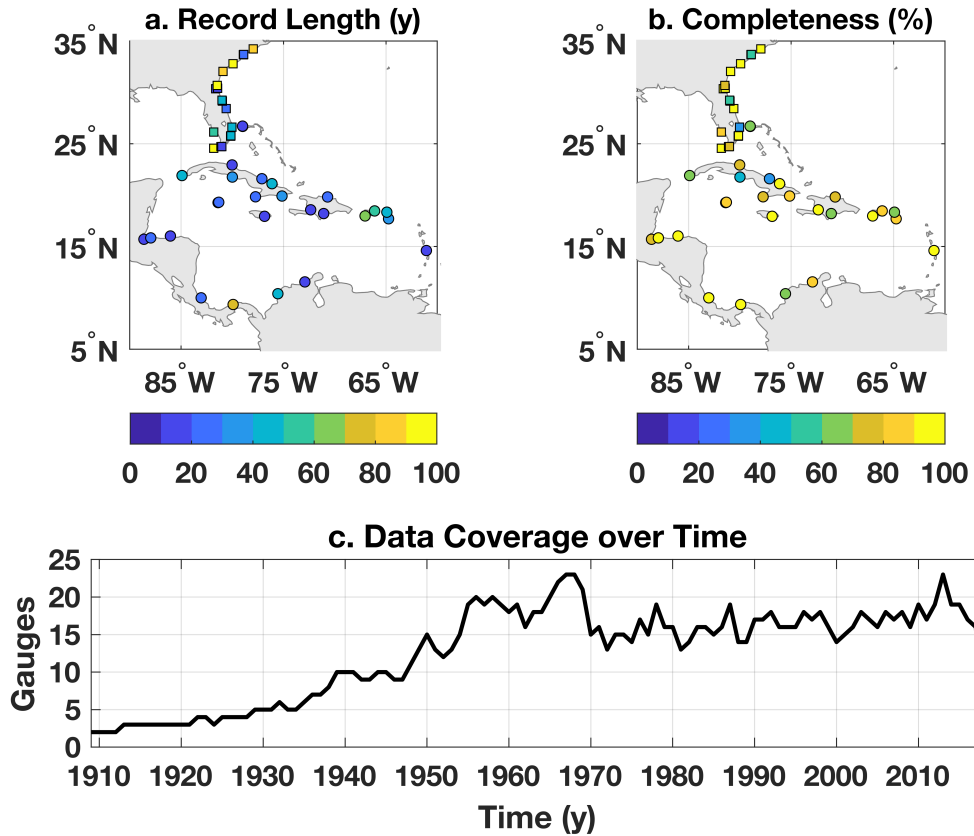 a. Record Length (y)
35° N
25° N
15° N
5° N
85°W 75°W 65°W
0 20 40 60 80 100
b. Completeness (%)
35° N
25° N
15° N
5° N
85°W 75°W 65°W
0 20 40 60 80 100
c. Data Coverage over Time
25
20
15
10
5
0
Gauges
1910 1920 1930 1940 1950 1960 1970 1980 1990 2000 2010
Time (y)